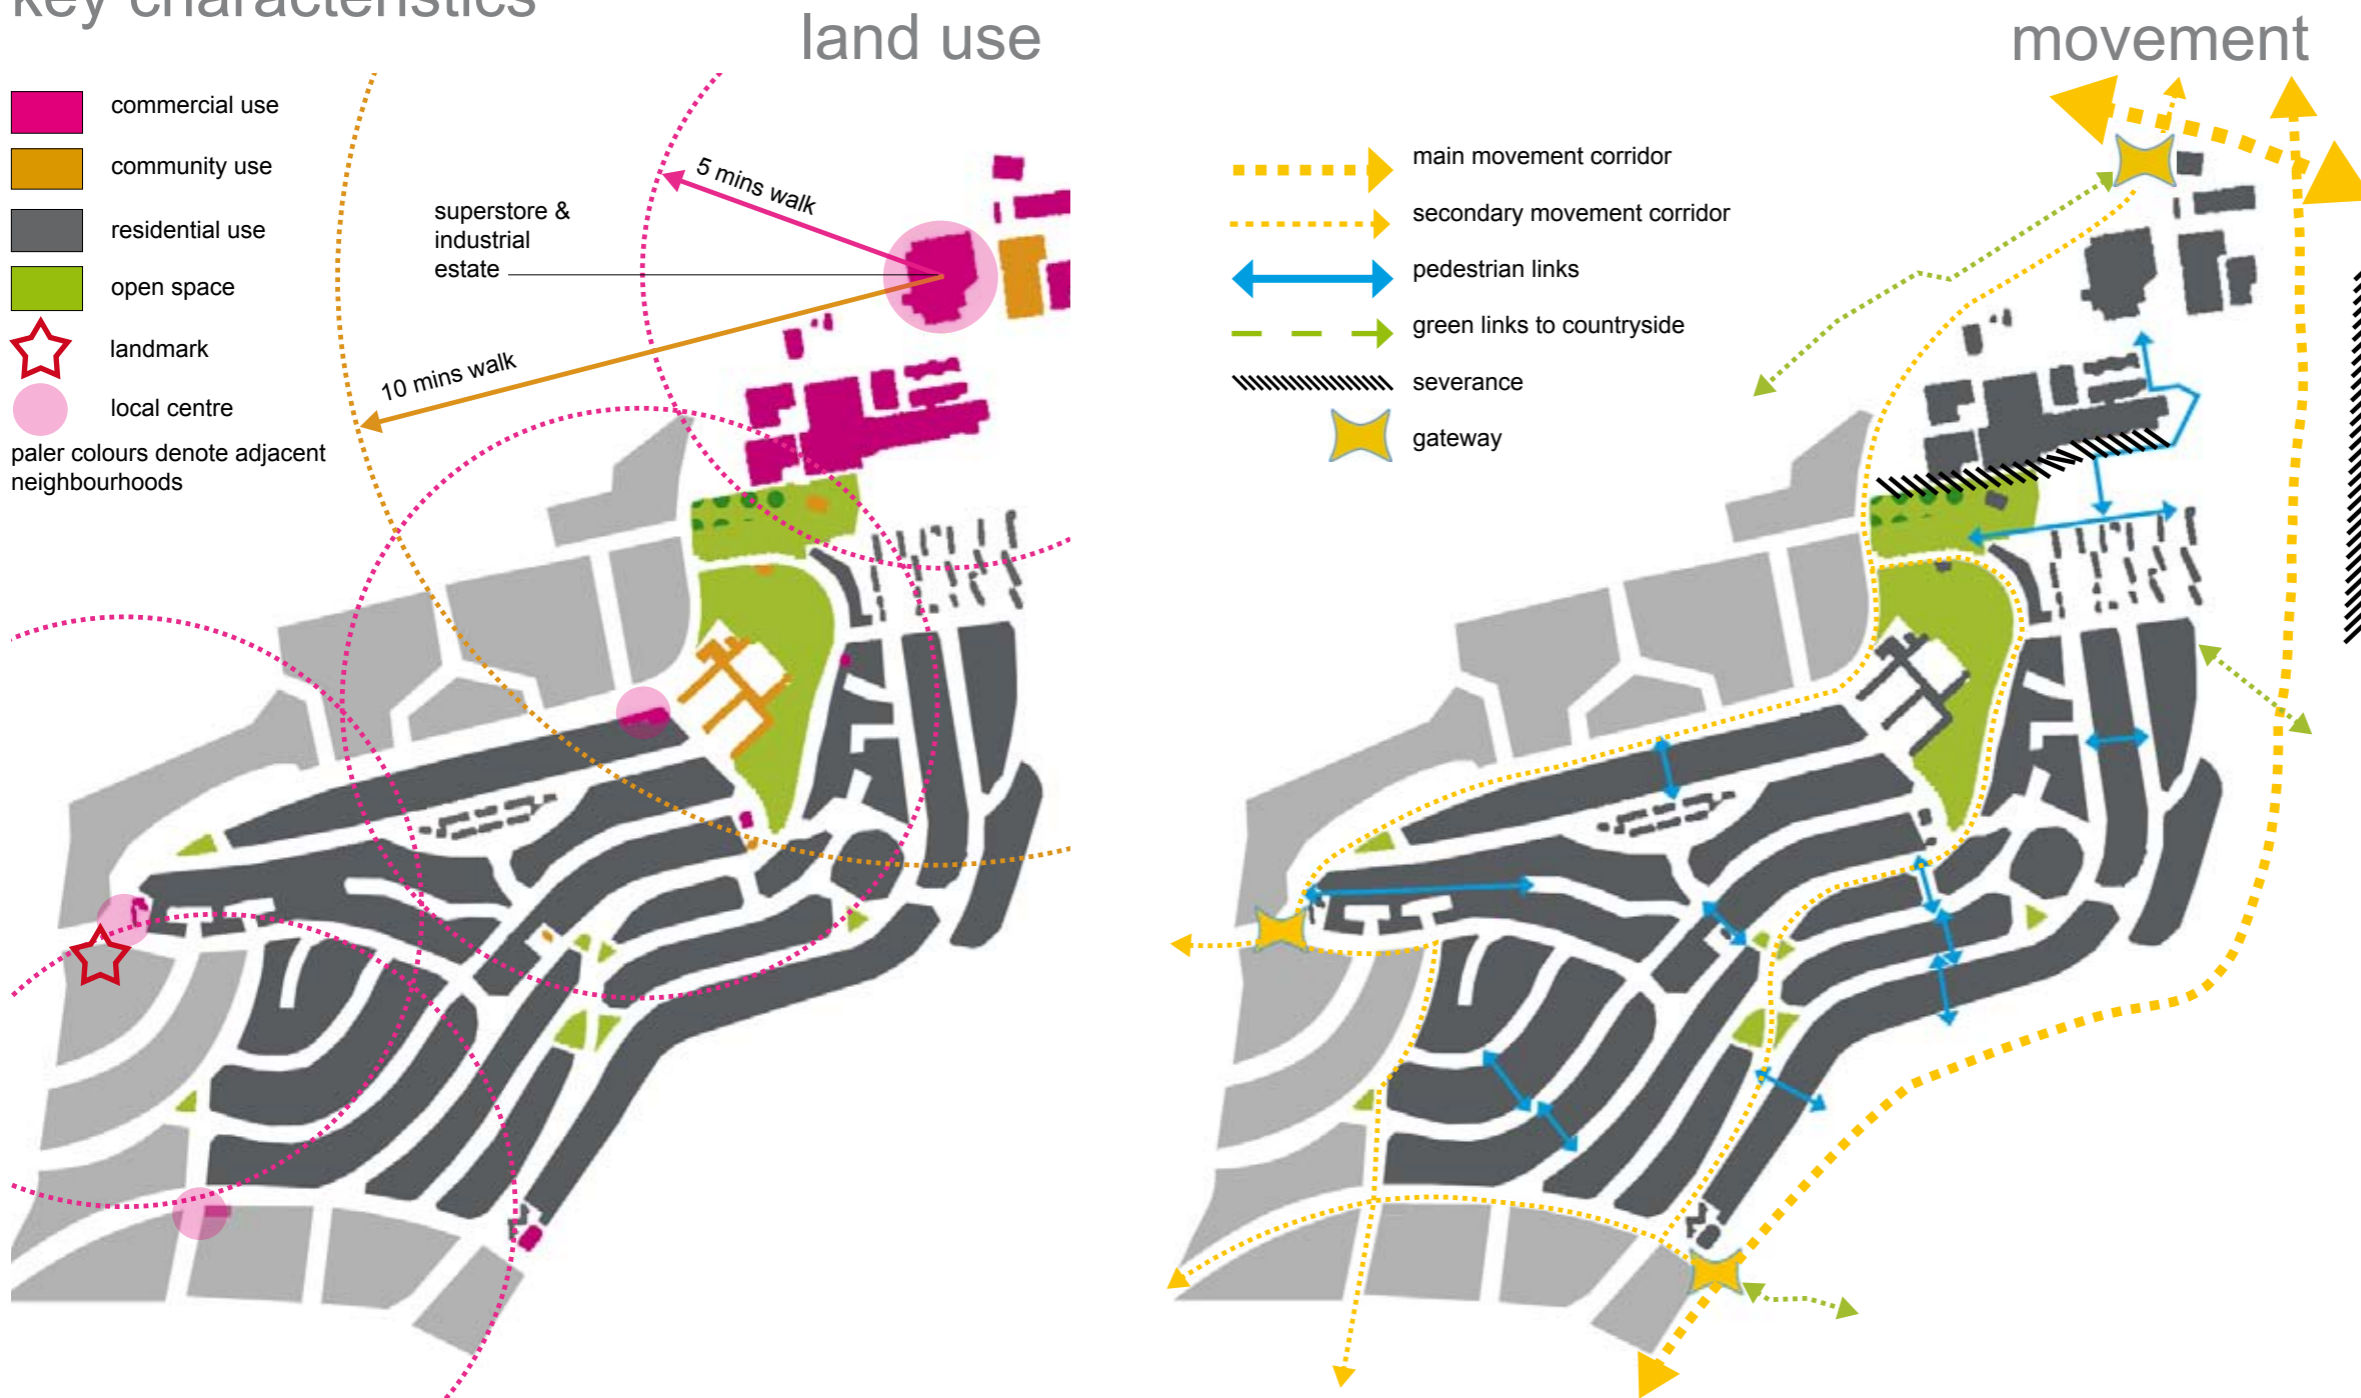 key characteristics
land use
movement
commercial use
community use
residential use
open space
landmark
local centre
paler colours denote adjacent
neighbourhoods
5 mins walk
superstore &
industrial
estate
10 mins walk
main movement corridor
secondary movement corridor
pedestrian links
green links to countryside
severance
gateway